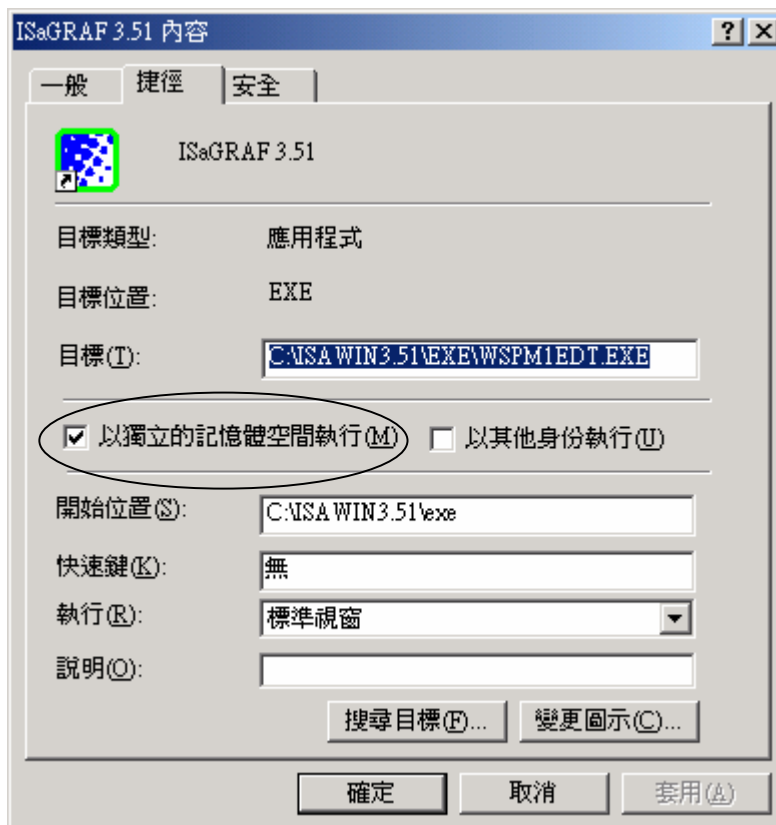 ISaGRAF 3.51 內容
一般 捷徑 安全
ISaGRAF 3.51
目標類型: 應用程式
目標位置: EXE
目標(T): C:\ISAWIN3.51\EXE\WSPM1EDT.EXE
以獨立的記憶體空間執行(M) 以其他身份執行(U)
開始位置(S): C:\ISAWIN3.51\exe
快速鍵(K): 無
執行(R): 標準視窗
說明(O):
搜尋目標(F)... 變更圖示(C)...
確定 取消 套用(A)